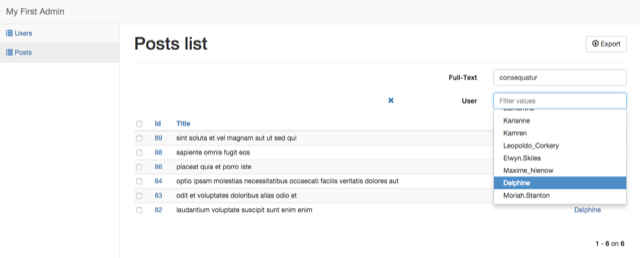 My First Admin
Users
Posts
Posts list
Export
Full-Text
consequatur
User
Filter values
Karianne
Kamren
Leopoldo_Corkery
Elwyn.Skiles
Maxime_Nienow
Delphine
Moriah.Stanton
Id Title
89 sint soluta et vel magnam aut ut sed qui
88 sapiente omnis fugit eos
86 placeat quia et porro iste
84 optio ipsam molestias necessitatibus occaecati facilis veritatis dolores aut
83 odit et voluptates doloribus alias odio et
82 laudantium voluptate suscipit sunt enim enim Delphine
1 - 6 on 6